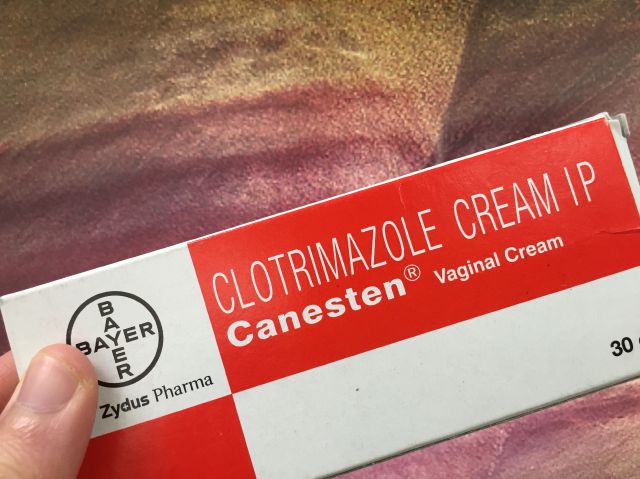 CLOTRIMAZOLE CREAM IP
Canesten® Vaginal Cream
BAYER
BAYER
Zydus Pharma
30